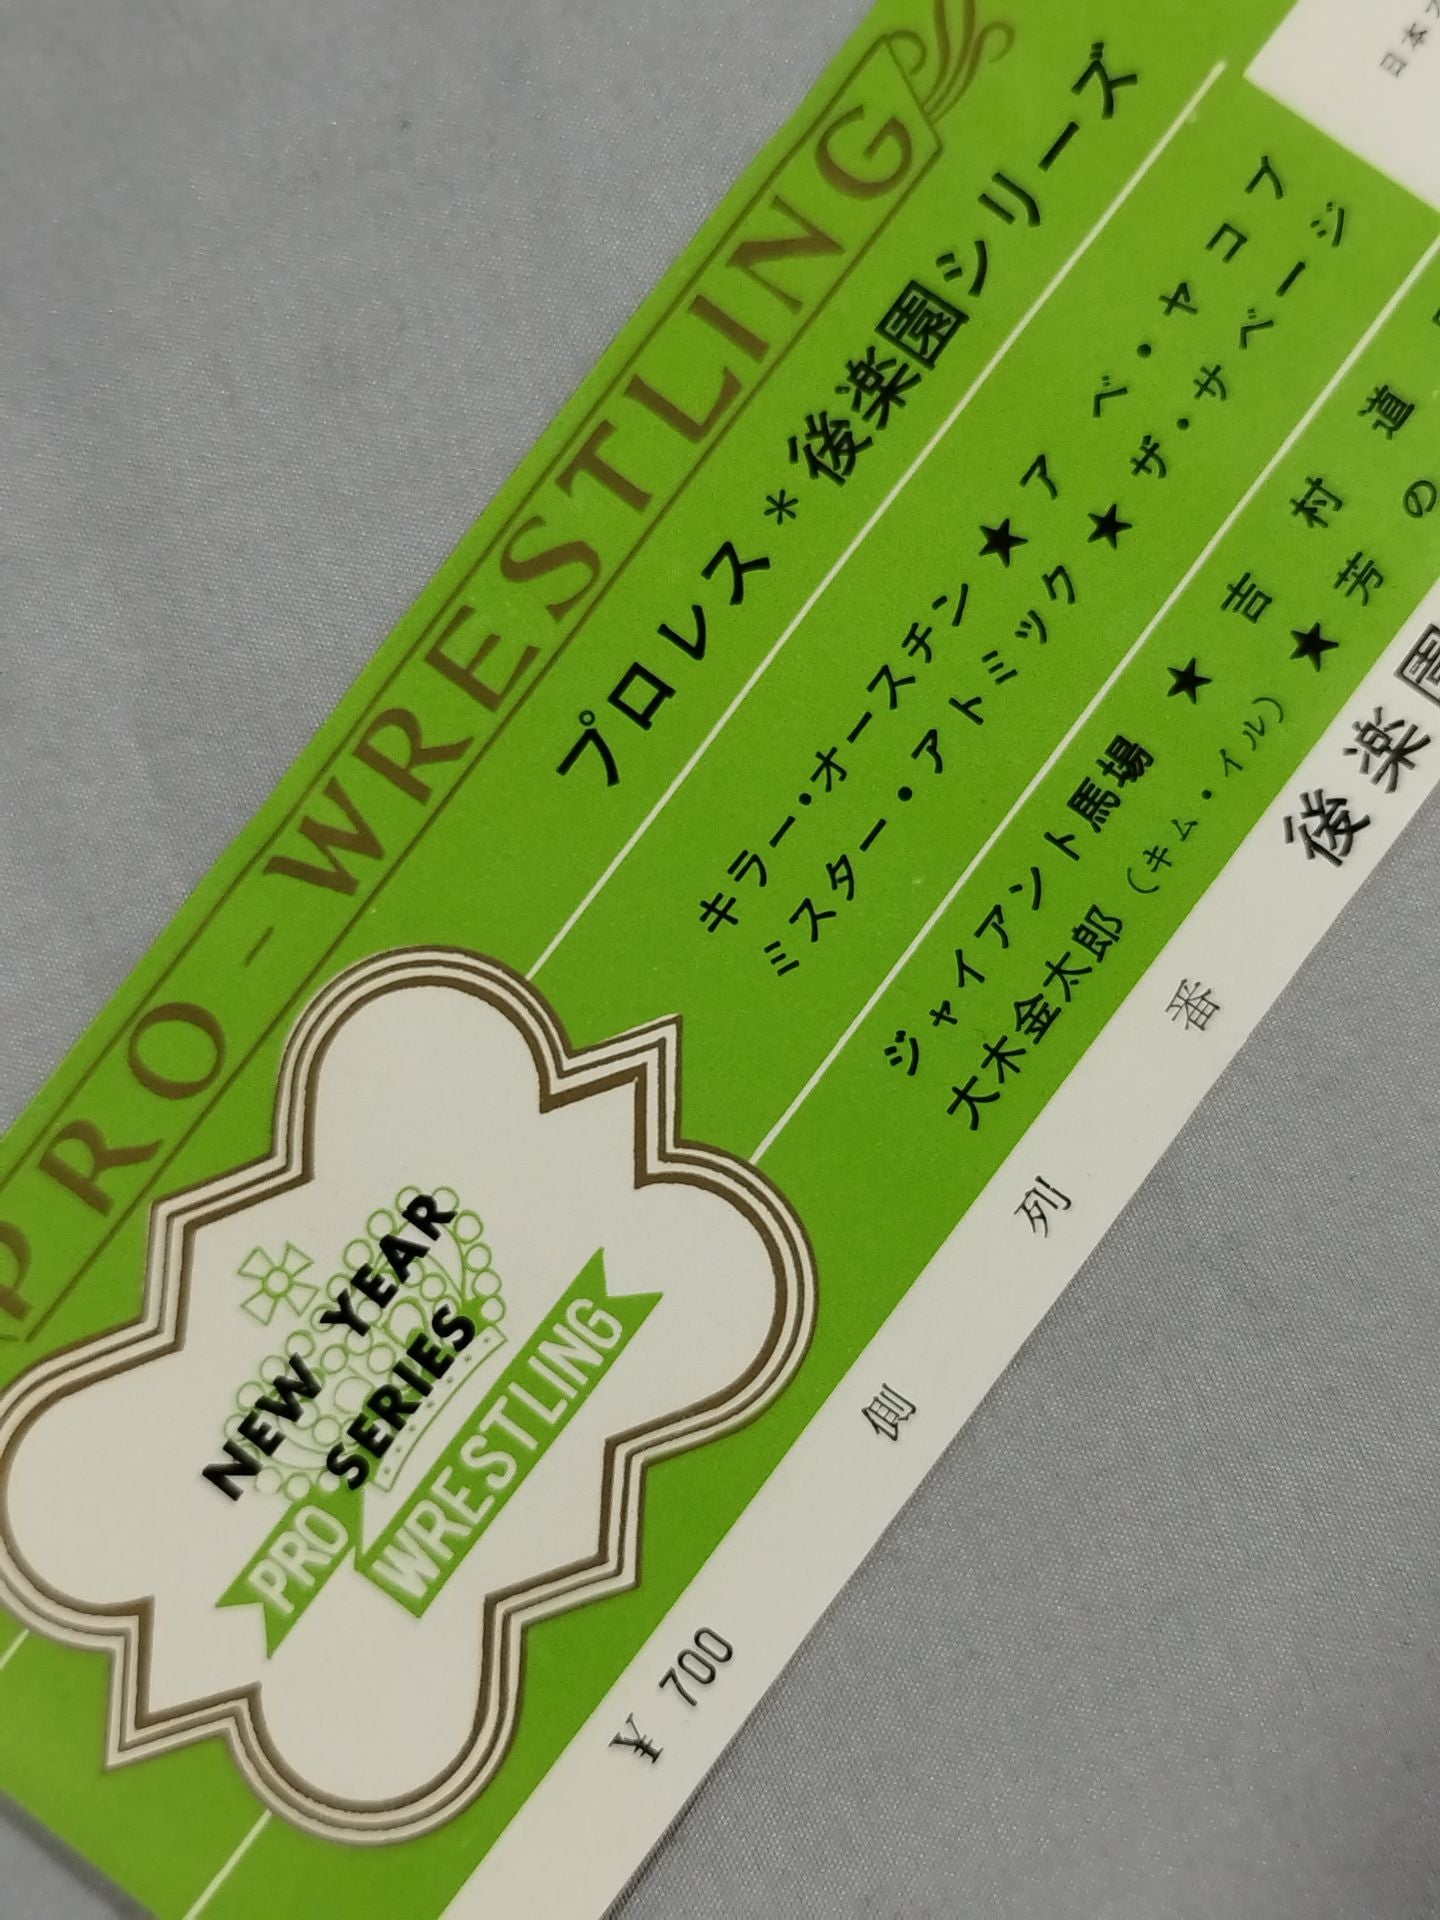 PRO-WRESTLING
プロレス*後楽園シリーズ
キラー・オースチン★アベ・ヤコブ
ミスター・アトミック★ザ・サベージ
ジャイアント馬場★吉村道
大木金太郎(キム・イル)★芳の
NEW YEAR
SERIES
PRO
WRESTLING
日本
後楽園
¥700 側 列 番